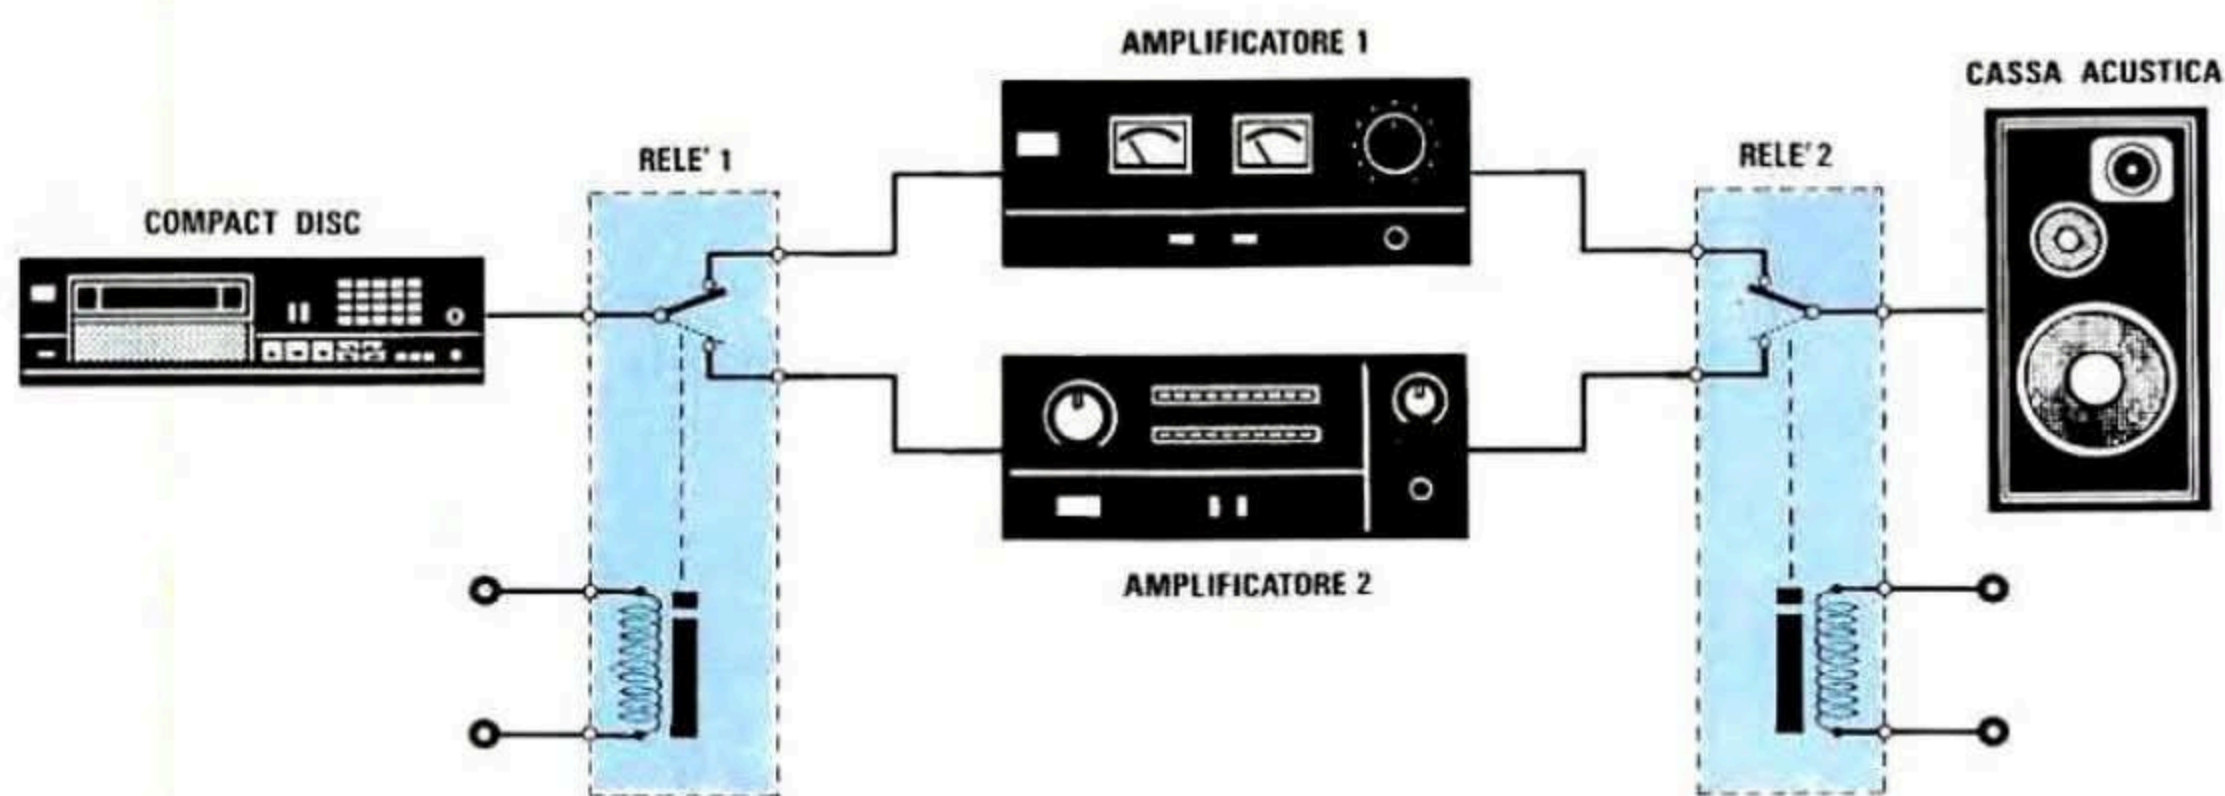 AMPLIFICATORE 1
CASSA ACUSTICA
RELE' 1
RELE' 2
COMPACT DISC
AMPLIFICATORE 2